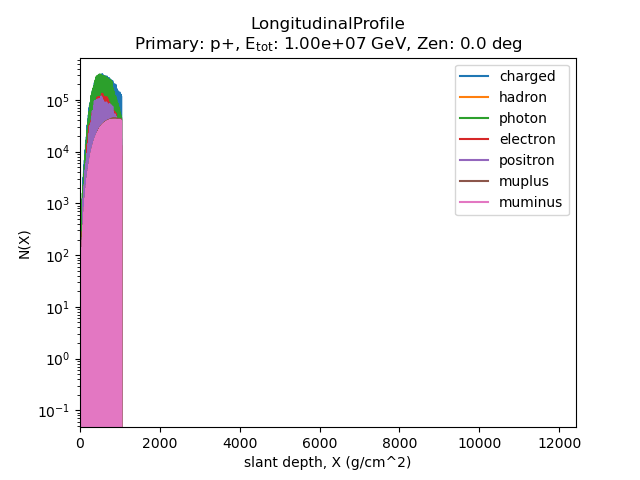 LongitudinalProfile
Primary: p+, E_tot: 1.00e+07 GeV, Zen: 0.0 deg
charged
hadron
photon
electron
positron
muplus
muminus
N(X)
10^5
10^4
10^3
10^2
10^1
10^0
10^−1
0 2000 4000 6000 8000 10000 12000
slant depth, X (g/cm^2)